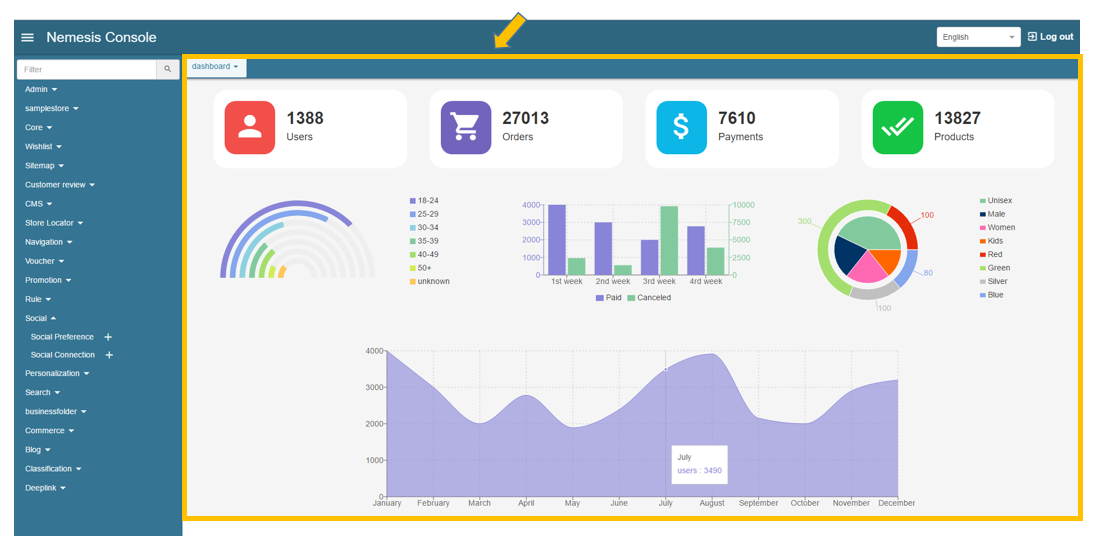 Nemesis Console
English
Log out
Filter
Admin
samplestore
Core
Wishlist
Sitemap
Customer review
CMS
Store Locator
Navigation
Voucher
Promotion
Rule
Social
Social Preference +
Social Connection +
Personalization
Search
businessfolder
Commerce
Blog
Classification
Deeplink
dashboard
1388
Users
27013
Orders
7610
Payments
13827
Products
18-24
25-29
30-34
35-39
40-49
50+
unknown
4000
3000
2000
1000
0
10000
7500
5000
2500
0
1st week 2nd week 3rd week 4rd week
Paid Canceled
300
100
80
100
Unisex
Male
Women
Kids
Red
Green
Silver
Blue
4000
3000
2000
1000
0
July
users : 3490
January February March April May June July August September October November December